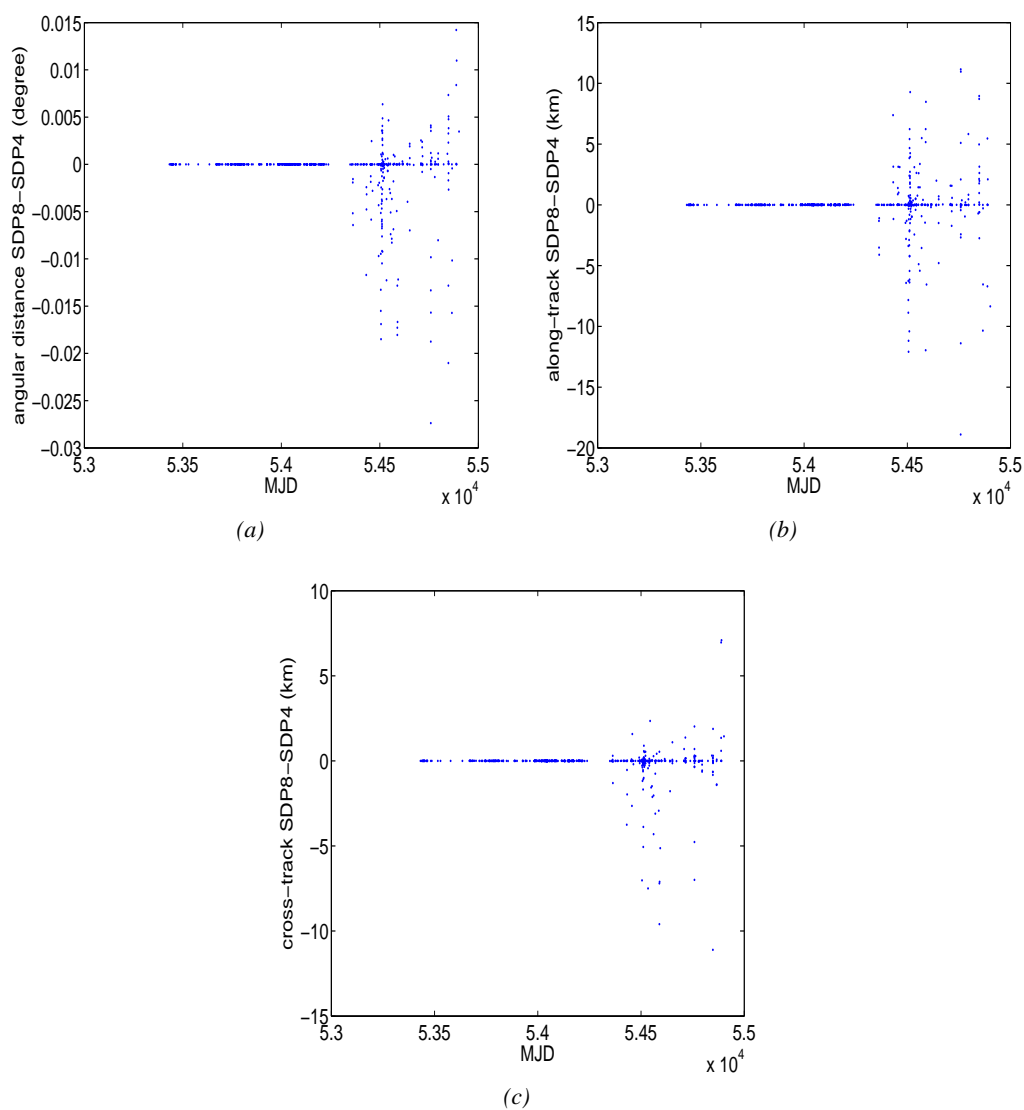 0.015
0.01
0.005
0
−0.005
−0.01
−0.015
−0.02
−0.025
−0.03
angular distance SDP8−SDP4 (degree)
5.3 5.35 5.4 5.45 5.5
MJD
x 10^4
(a)
15
10
5
0
−5
−10
−15
−20
along−track SDP8−SDP4 (km)
5.3 5.35 5.4 5.45 5.5
MJD
x 10^4
(b)
10
5
0
−5
−10
−15
cross−track SDP8−SDP4 (km)
5.3 5.35 5.4 5.45 5.5
MJD
x 10^4
(c)